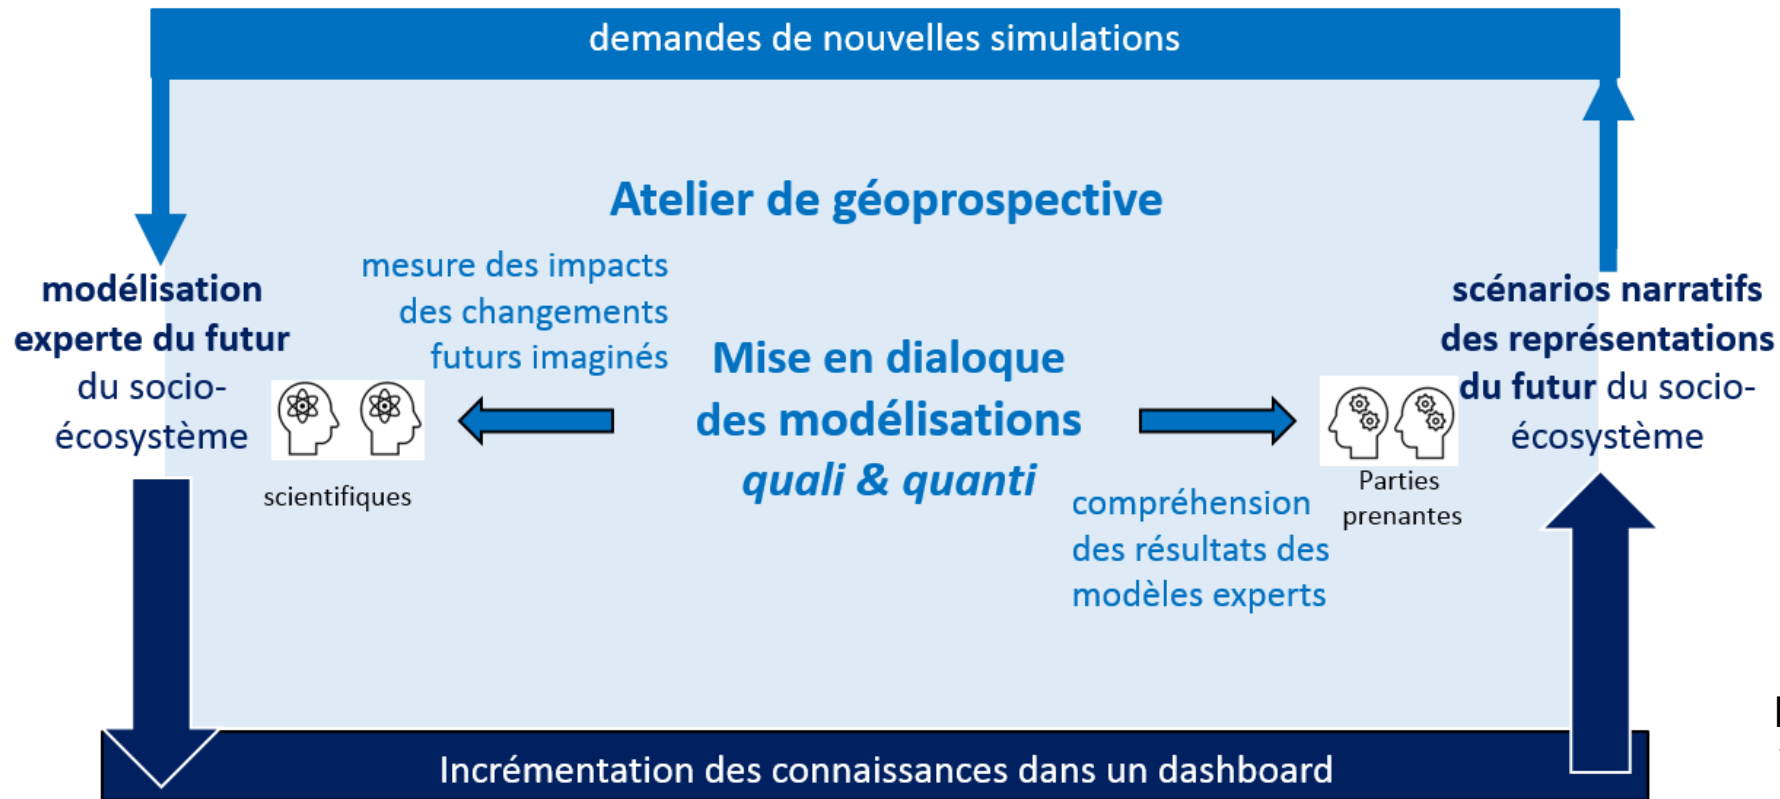 demandes de nouvelles simulations
Atelier de géoprospective
modélisation
experte du futur
du socio-
écosystème
mesure des impacts
des changements
futurs imaginés
scientifiques
Mise en dialoque
des modélisations
quali & quanti
compréhension
des résultats des
modèles experts
Parties
prenantes
scénarios narratifs
des représentations
du futur du socio-
écosystème
Incrémentation des connaissances dans un dashboard